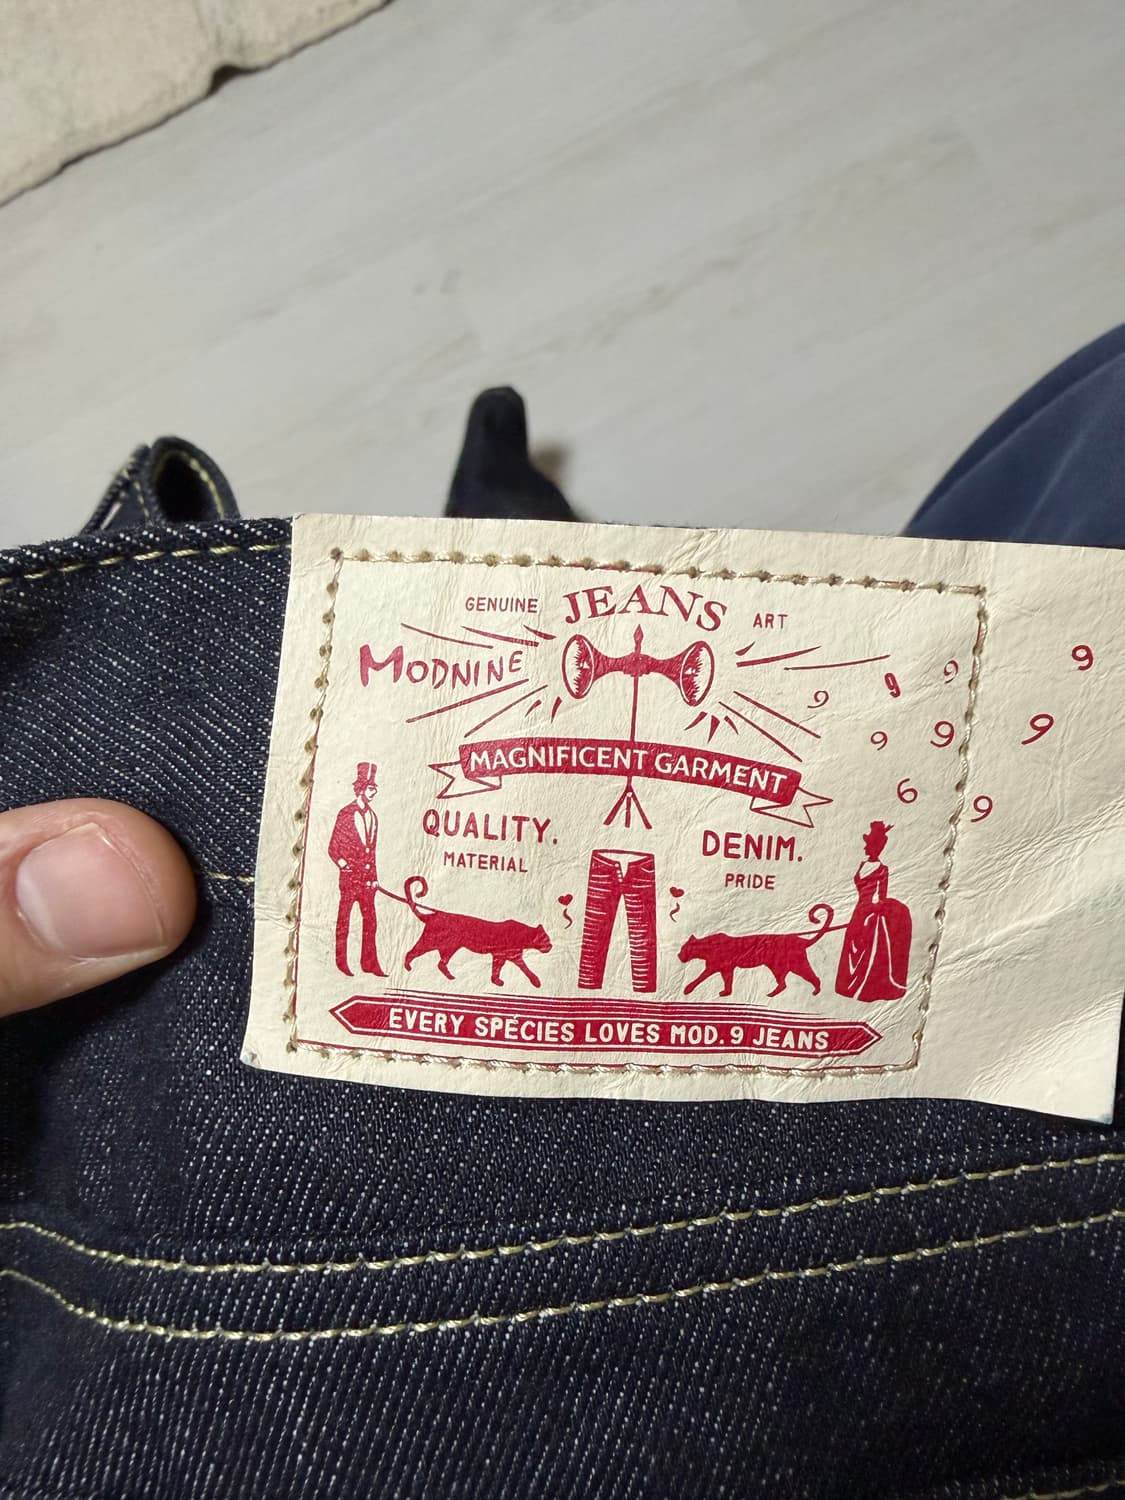 GENUINE JEANS ART
MODNINE
9 9 9 9
9 9 9
6 9
MAGNIFICENT GARMENT
QUALITY. DENIM.
MATERIAL PRIDE
EVERY SPECIES LOVES MOD.9 JEANS